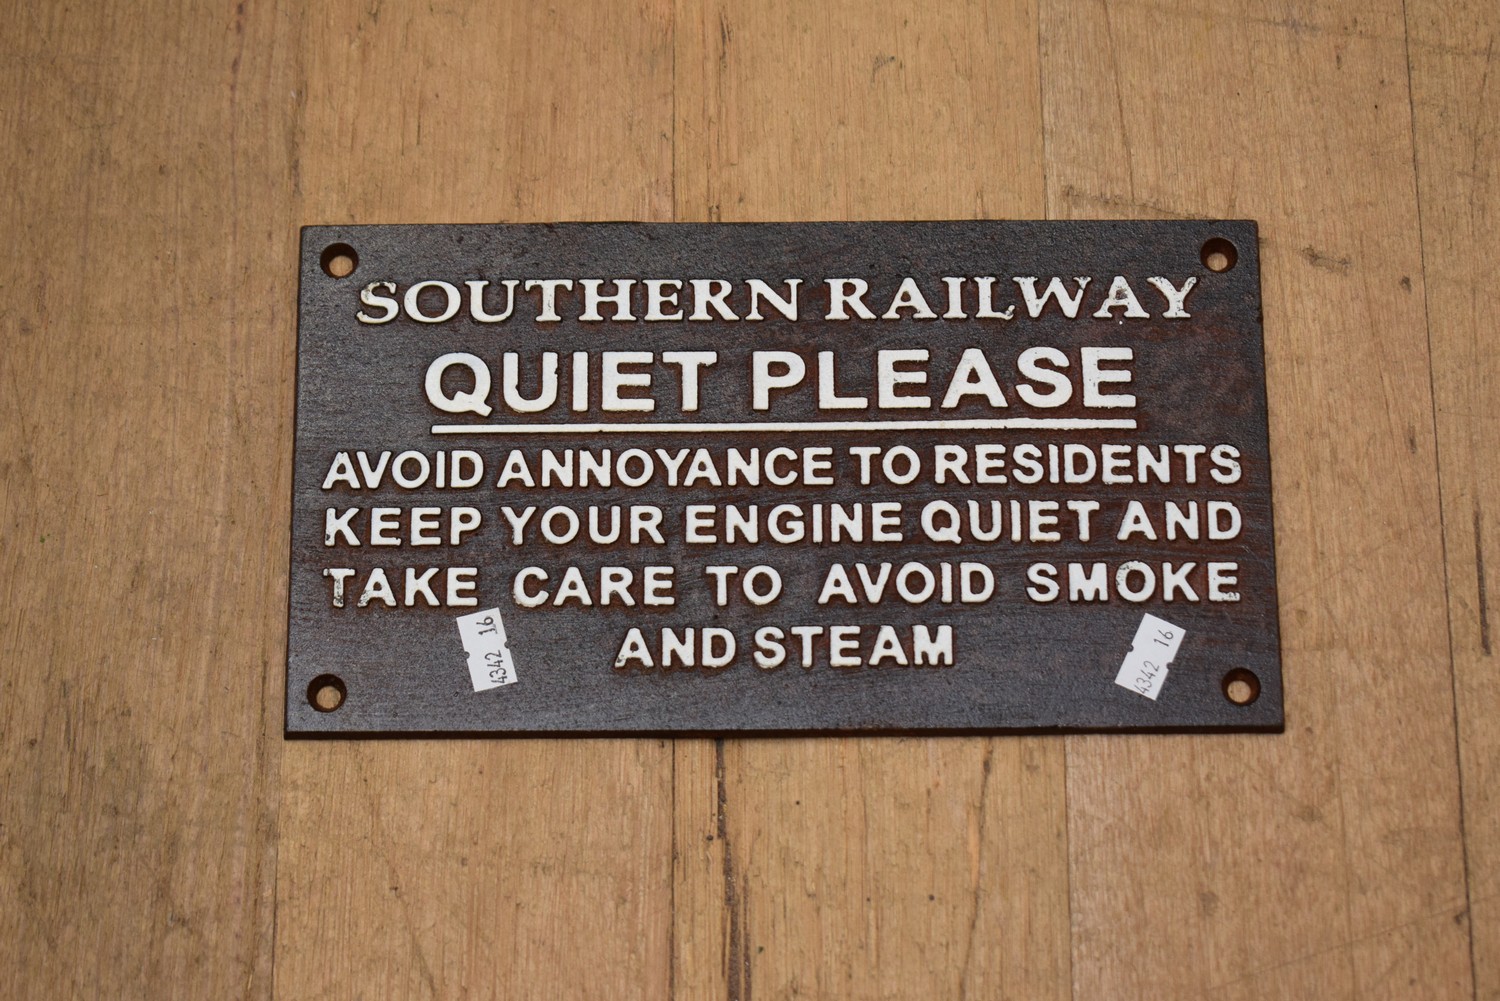 SOUTHERN RAILWAY
QUIET PLEASE
AVOID ANNOYANCE TO RESIDENTS
KEEP YOUR ENGINE QUIET AND
TAKE CARE TO AVOID SMOKE
AND STEAM
4342 16
4342 16